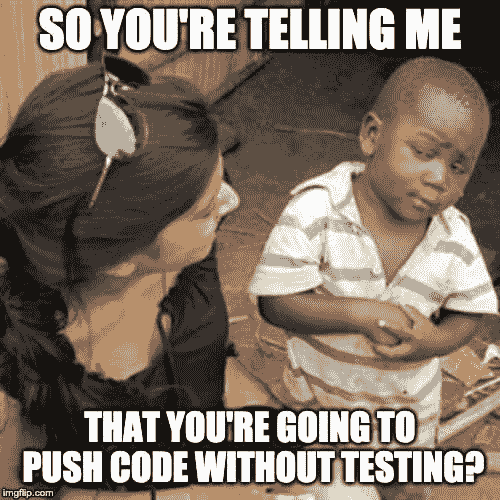 SO YOU'RE TELLING ME
THAT YOU'RE GOING TO
PUSH CODE WITHOUT TESTING?
imgflip.com